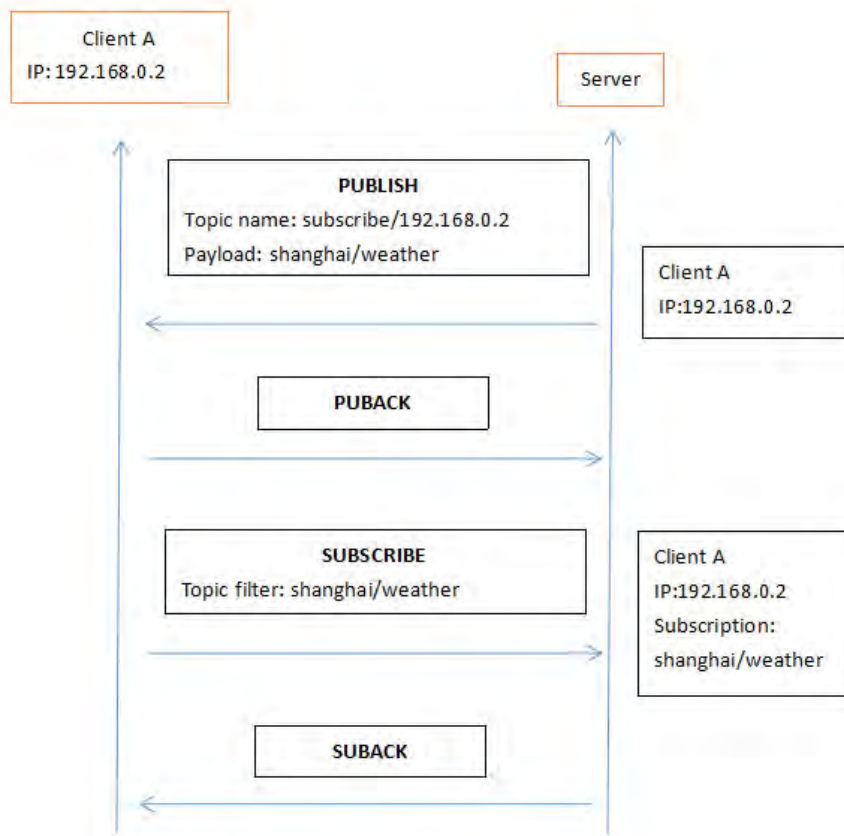 Client A
IP: 192.168.0.2
Server
PUBLISH
Topic name: subscribe/192.168.0.2
Payload: shanghai/weather
Client A
IP:192.168.0.2
PUBACK
SUBSCRIBE
Topic filter: shanghai/weather
Client A
IP:192.168.0.2
Subscription:
shanghai/weather
SUBACK